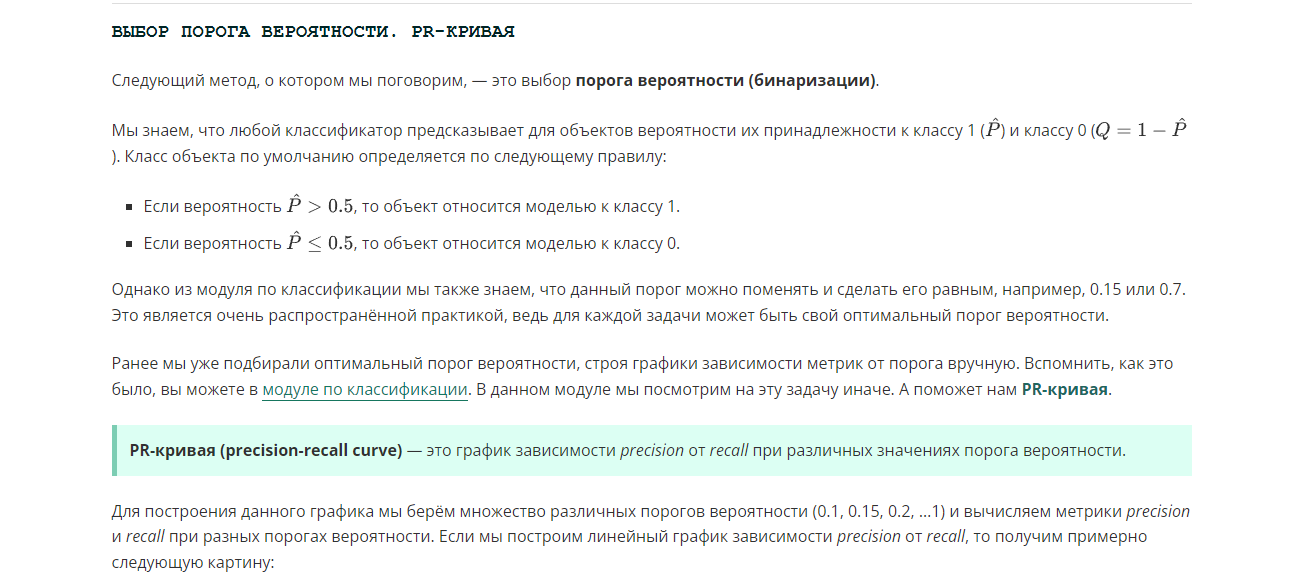 ВЫБОР ПОРОГА ВЕРОЯТНОСТИ. PR-КРИВАЯ
Следующий метод, о котором мы поговорим, — это выбор порога вероятности (бинаризации).
Мы знаем, что любой классификатор предсказывает для объектов вероятности их принадлежности к классу 1 (P̂) и классу 0 (Q = 1 − P̂
). Класс объекта по умолчанию определяется по следующему правилу:
▪ Если вероятность P̂ > 0.5, то объект относится моделью к классу 1.
▪ Если вероятность P̂ ≤ 0.5, то объект относится моделью к классу 0.
Однако из модуля по классификации мы также знаем, что данный порог можно поменять и сделать его равным, например, 0.15 или 0.7.
Это является очень распространённой практикой, ведь для каждой задачи может быть свой оптимальный порог вероятности.
Ранее мы уже подбирали оптимальный порог вероятности, строя графики зависимости метрик от порога вручную. Вспомнить, как это
было, вы можете в модуле по классификации. В данном модуле мы посмотрим на эту задачу иначе. А поможет нам PR-кривая.
PR-кривая (precision-recall curve) — это график зависимости precision от recall при различных значениях порога вероятности.
Для построения данного графика мы берём множество различных порогов вероятности (0.1, 0.15, 0.2, ...1) и вычисляем метрики precision
и recall при разных порогах вероятности. Если мы построим линейный график зависимости precision от recall, то получим примерно
следующую картину: